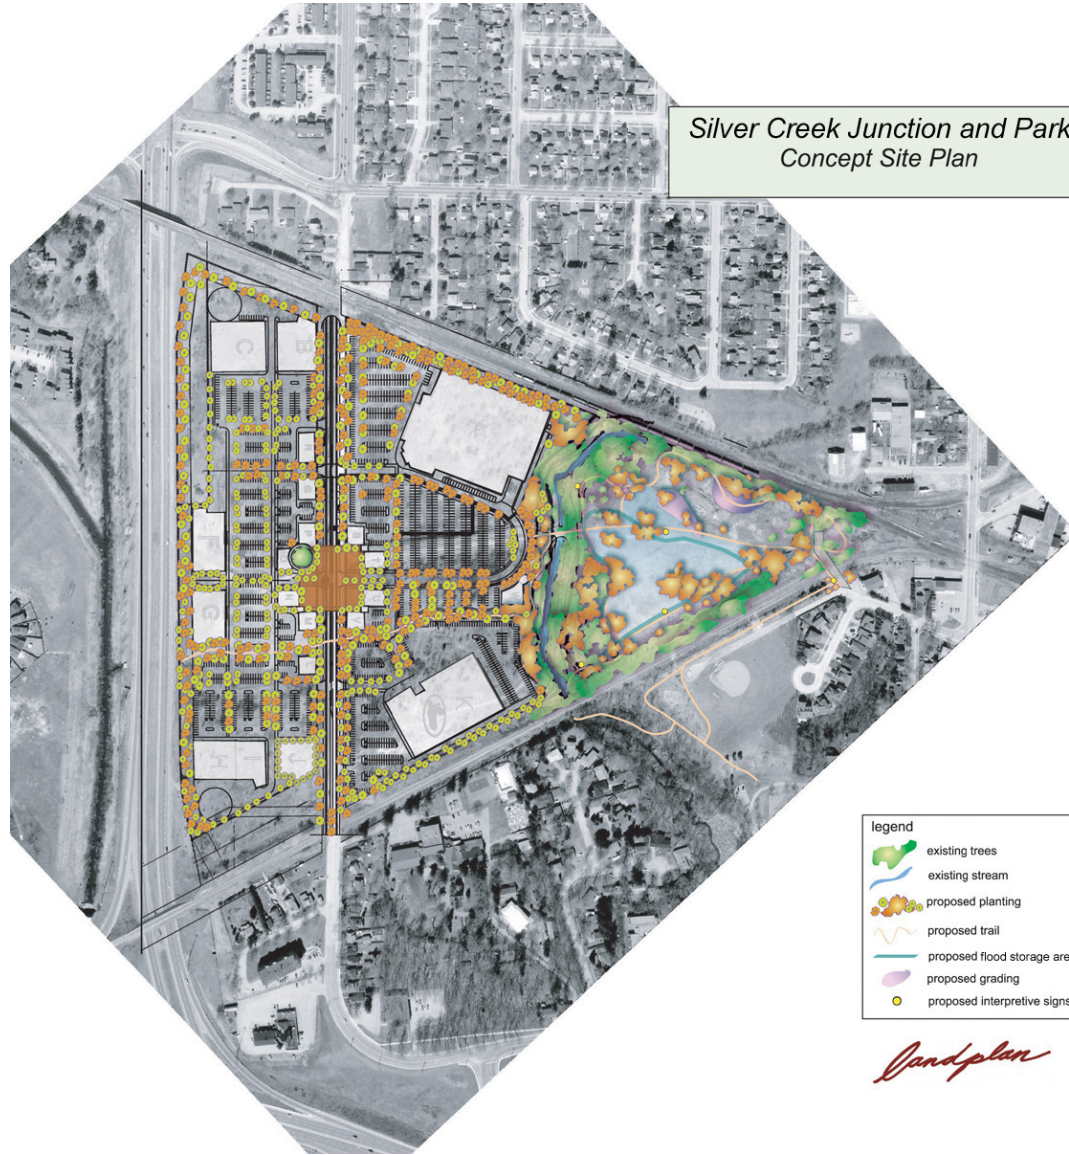 Silver Creek Junction and Park
Concept Site Plan
C
B
F
G
H
I
J
K
legend
existing trees
existing stream
proposed planting
proposed trail
proposed flood storage are
proposed grading
proposed interpretive signs
landplan